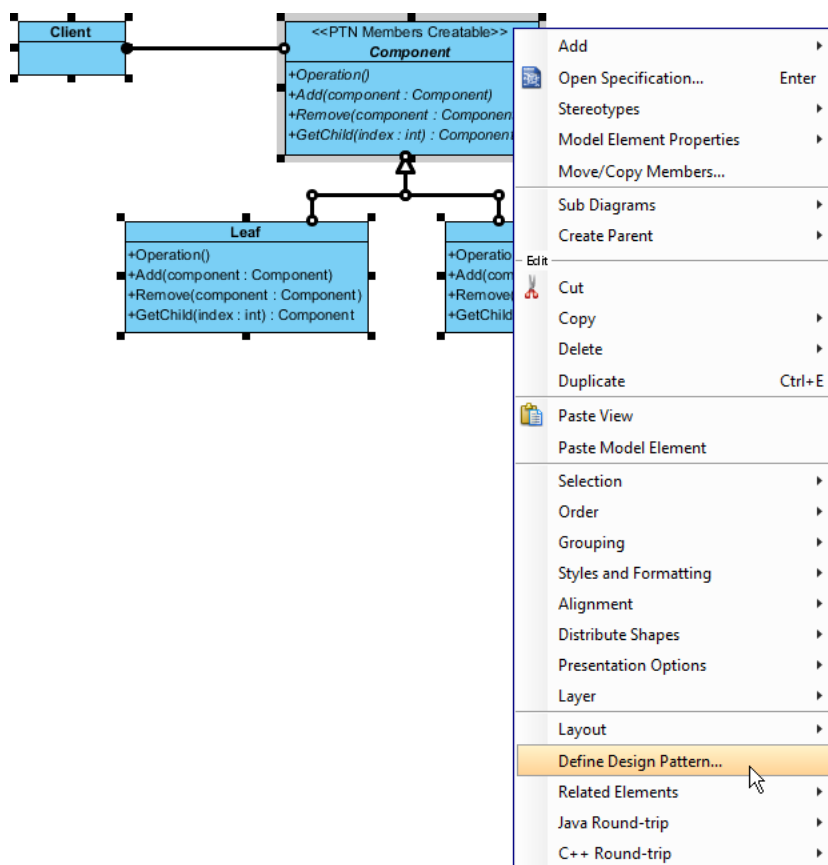 Client
<<PTN Members Creatable>>
Component
+Operation()
+Add(component : Component)
+Remove(component : Componen
+GetChild(index : int) : Component
Leaf
+Operation()
+Add(component : Component)
+Remove(component : Component)
+GetChild(index : int) : Component
+Operatio
+Add(com
+Remove(
+GetChild
Add
Open Specification... Enter
Stereotypes
Model Element Properties
Move/Copy Members...
Sub Diagrams
Create Parent
Edit
Cut
Copy
Delete
Duplicate Ctrl+E
Paste View
Paste Model Element
Selection
Order
Grouping
Styles and Formatting
Alignment
Distribute Shapes
Presentation Options
Layer
Layout
Define Design Pattern...
Related Elements
Java Round-trip
C++ Round-trip